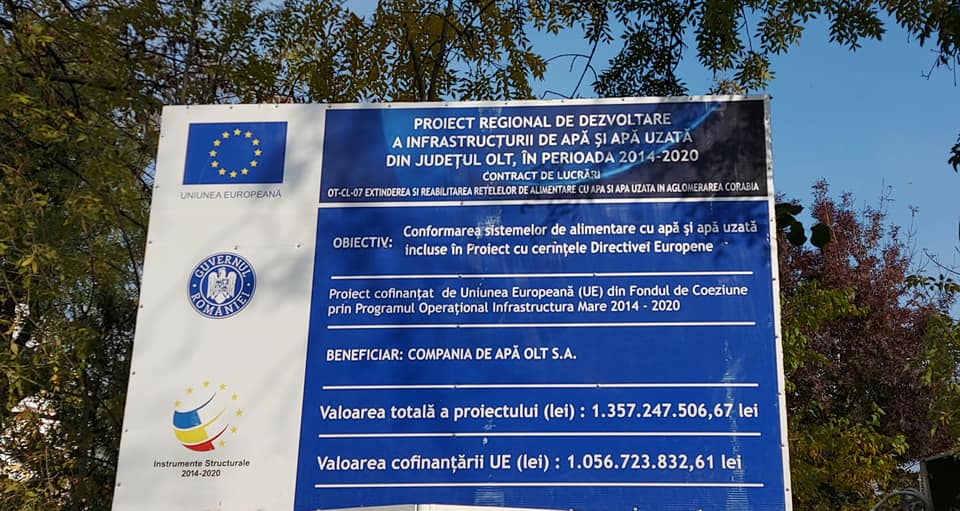 UNIUNEA EUROPEANĂ
GUVERNUL
ROMÂNIEI
Instrumente Structurale
2014-2020
PROIECT REGIONAL DE DEZVOLTARE
A INFRASTRUCTURII DE APĂ ȘI APĂ UZATĂ
DIN JUDEȚUL OLT, ÎN PERIOADA 2014-2020
CONTRACT DE LUCRĂRI
OT-CL-07 EXTINDEREA SI REABILITAREA RETELELOR DE ALIMENTARE CU APA SI APA UZATA IN AGLOMERAREA CORABIA
OBIECTIV: Conformarea sistemelor de alimentare cu apă și apă uzată
incluse în Proiect cu cerințele Directivei Europene
Proiect cofinanțat de Uniunea Europeană (UE) din Fondul de Coeziune
prin Programul Operațional Infrastructura Mare 2014 - 2020
BENEFICIAR: COMPANIA DE APĂ OLT S.A.
Valoarea totală a proiectului (lei) : 1.357.247.506,67 lei
Valoarea cofinanțării UE (lei) : 1.056.723.832,61 lei